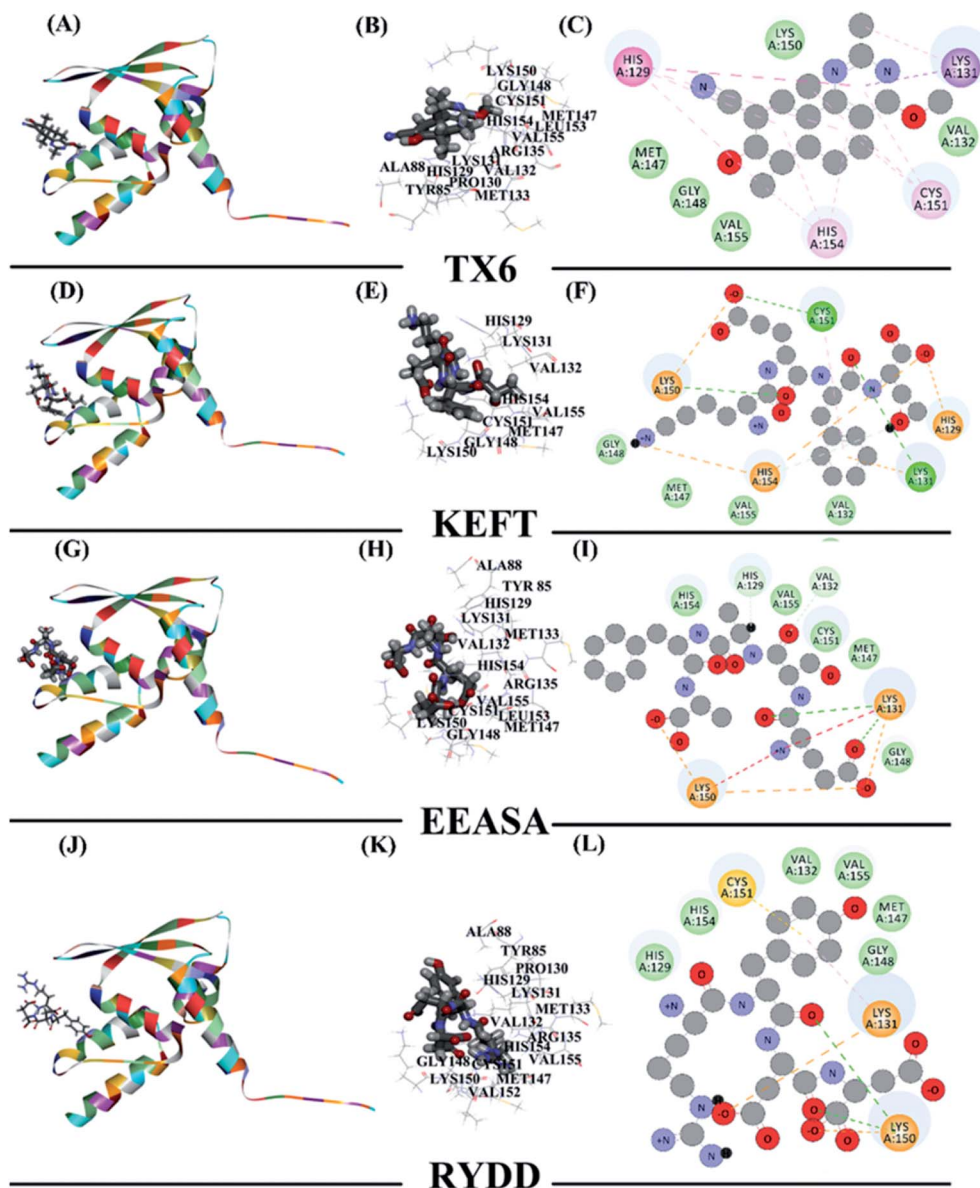 (A)
(B)
LYS150
GLY148
CYS151
MET147
HIS154
LEU153
VAL155
ARG135
ALA88
LYS131
HIS129
VAL132
PRO130
TYR85
MET133
(C)
LYS
A:150
HIS
A:129
LYS
A:131
N
N
N
O
VAL
A:132
MET
A:147
O
GLY
A:148
CYS
A:151
VAL
A:155
HIS
A:154
TX6
(D)
(E)
HIS129
LYS131
VAL132
HIS154
VAL155
CYS151
MET147
GLY148
LYS150
(F)
-O
O
CYS
A:151
O
O
-O
LYS
A:150
N
N
O
N
O
O
+N
+N
O
HIS
A:129
GLY
A:148
HIS
A:154
LYS
A:131
MET
A:147
VAL
A:155
VAL
A:132
KEFT
(G)
(H)
ALA88
TYR 85
HIS129
LYS131
MET133
VAL132
HIS154
ARG135
VAL155
CYS151
LYS150
LEU153
GLY148
MET147
(I)
HIS
A:154
HIS
A:129
VAL
A:155
VAL
A:132
N
H
O
CYS
A:151
N
O
O
O
MET
A:147
N
N
LYS
A:131
-O
O
O
+N
O
O
GLY
A:148
LYS
A:150
EEASA
(J)
(K)
ALA88
TYR85
PRO130
HIS129
LYS131
MET133
VAL132
ARG135
HIS154
GLY148
CYS151
VAL155
LYS150
MET147
VAL152
(L)
CYS
A:151
VAL
A:132
VAL
A:155
HIS
A:154
O
MET
A:147
HIS
A:129
GLY
A:148
O
+N
N
O
LYS
A:131
N
N
O
N
H
-O
O
O
-O
O
O
-O
LYS
A:150
+N
N
H
N
RYDD